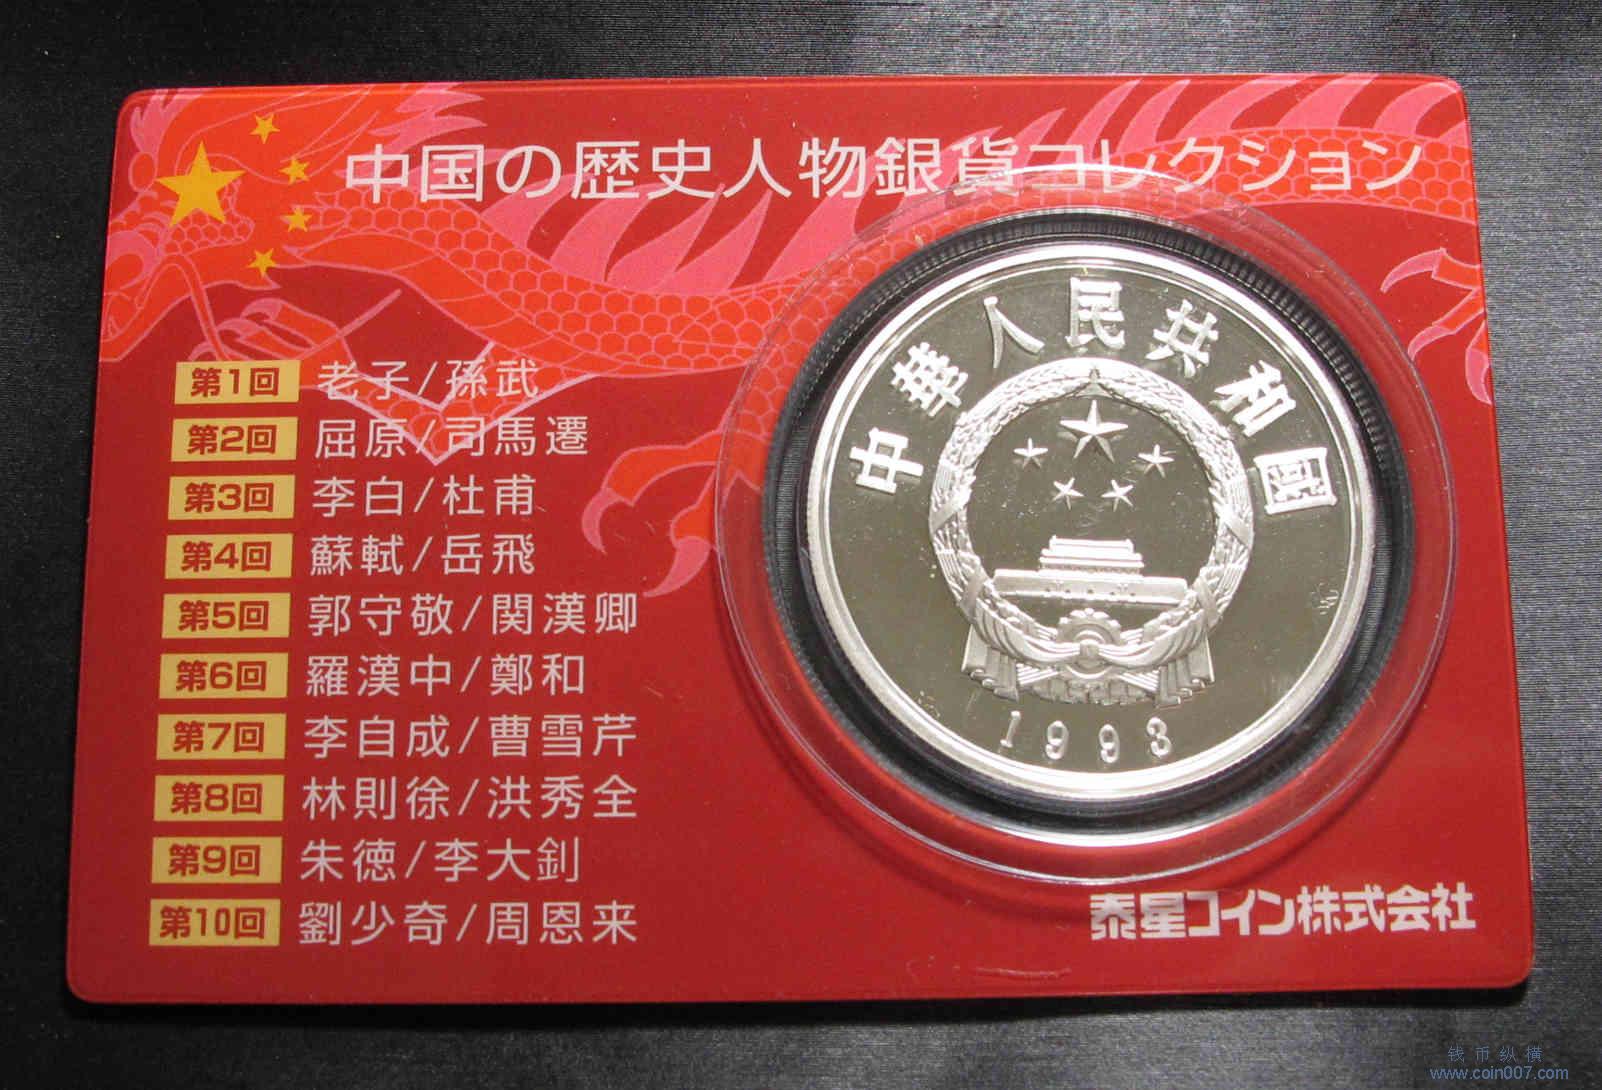 中国の歴史人物銀貨コレクション
第1回 老子/孫武
第2回 屈原/司馬遷
第3回 李白/杜甫
第4回 蘇軾/岳飛
第5回 郭守敬/関漢卿
第6回 羅漢中/鄭和
第7回 李自成/曹雪芹
第8回 林則徐/洪秀全
第9回 朱徳/李大釗
第10回 劉少奇/周恩来
中華人民共和國
1993
泰星コイン株式会社
钱币纵横
www.coin007.com